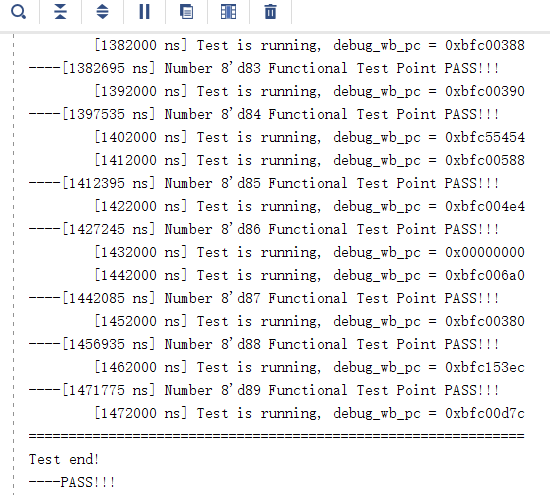 [1382000 ns] Test is running, debug_wb_pc = 0xbfc00388
----[1382695 ns] Number 8'd83 Functional Test Point PASS!!!
[1392000 ns] Test is running, debug_wb_pc = 0xbfc00390
----[1397535 ns] Number 8'd84 Functional Test Point PASS!!!
[1402000 ns] Test is running, debug_wb_pc = 0xbfc55454
[1412000 ns] Test is running, debug_wb_pc = 0xbfc00588
----[1412395 ns] Number 8'd85 Functional Test Point PASS!!!
[1422000 ns] Test is running, debug_wb_pc = 0xbfc004e4
----[1427245 ns] Number 8'd86 Functional Test Point PASS!!!
[1432000 ns] Test is running, debug_wb_pc = 0x00000000
[1442000 ns] Test is running, debug_wb_pc = 0xbfc006a0
----[1442085 ns] Number 8'd87 Functional Test Point PASS!!!
[1452000 ns] Test is running, debug_wb_pc = 0xbfc00380
----[1456935 ns] Number 8'd88 Functional Test Point PASS!!!
[1462000 ns] Test is running, debug_wb_pc = 0xbfc153ec
----[1471775 ns] Number 8'd89 Functional Test Point PASS!!!
[1472000 ns] Test is running, debug_wb_pc = 0xbfc00d7c
==============================================================
Test end!
----PASS!!!